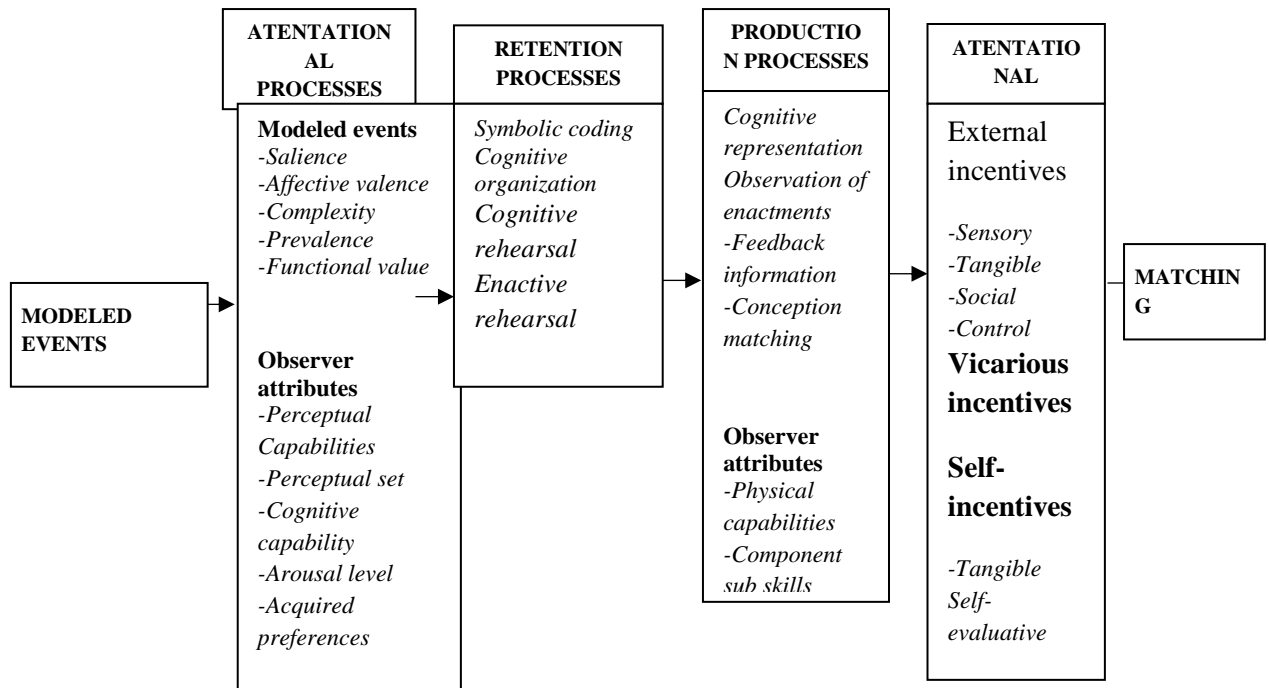 MODELED
EVENTS
ATENTATION
AL
PROCESSES
Modeled events
-Salience
-Affective valence
-Complexity
-Prevalence
-Functional value
Observer
attributes
-Perceptual
Capabilities
-Perceptual set
-Cognitive
capability
-Arousal level
-Acquired
preferences
RETENTION
PROCESSES
Symbolic coding
Cognitive
organization
Cognitive
rehearsal
Enactive
rehearsal
PRODUCTIO
N PROCESSES
Cognitive
representation
Observation of
enactments
-Feedback
information
-Conception
matching
Observer
attributes
-Physical
capabilities
-Component
sub skills
ATENTATIO
NAL
External
incentives
-Sensory
-Tangible
-Social
-Control
Vicarious
incentives
Self-
incentives
-Tangible
Self-
evaluative
MATCHIN
G